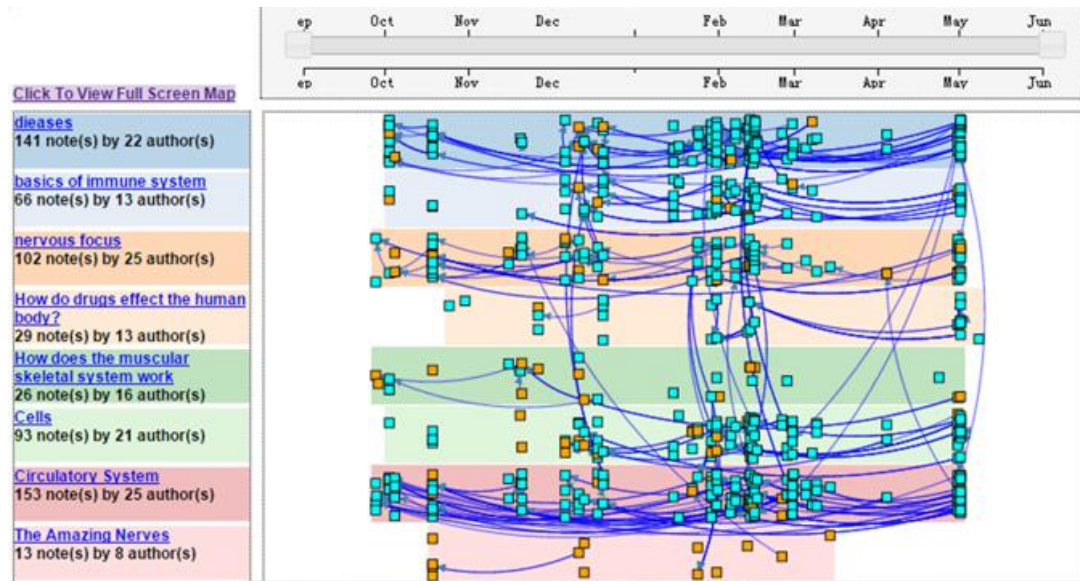 ep Oct Nov Dec Feb Mar Apr May Jun
ep Oct Nov Dec Feb Mar Apr May Jun
Click To View Full Screen Map
dieases
141 note(s) by 22 author(s)
basics of immune system
66 note(s) by 13 author(s)
nervous focus
102 note(s) by 25 author(s)
How do drugs effect the human
body?
29 note(s) by 13 author(s)
How does the muscular
skeletal system work
26 note(s) by 16 author(s)
Cells
93 note(s) by 21 author(s)
Circulatory System
153 note(s) by 25 author(s)
The Amazing Nerves
13 note(s) by 8 author(s)